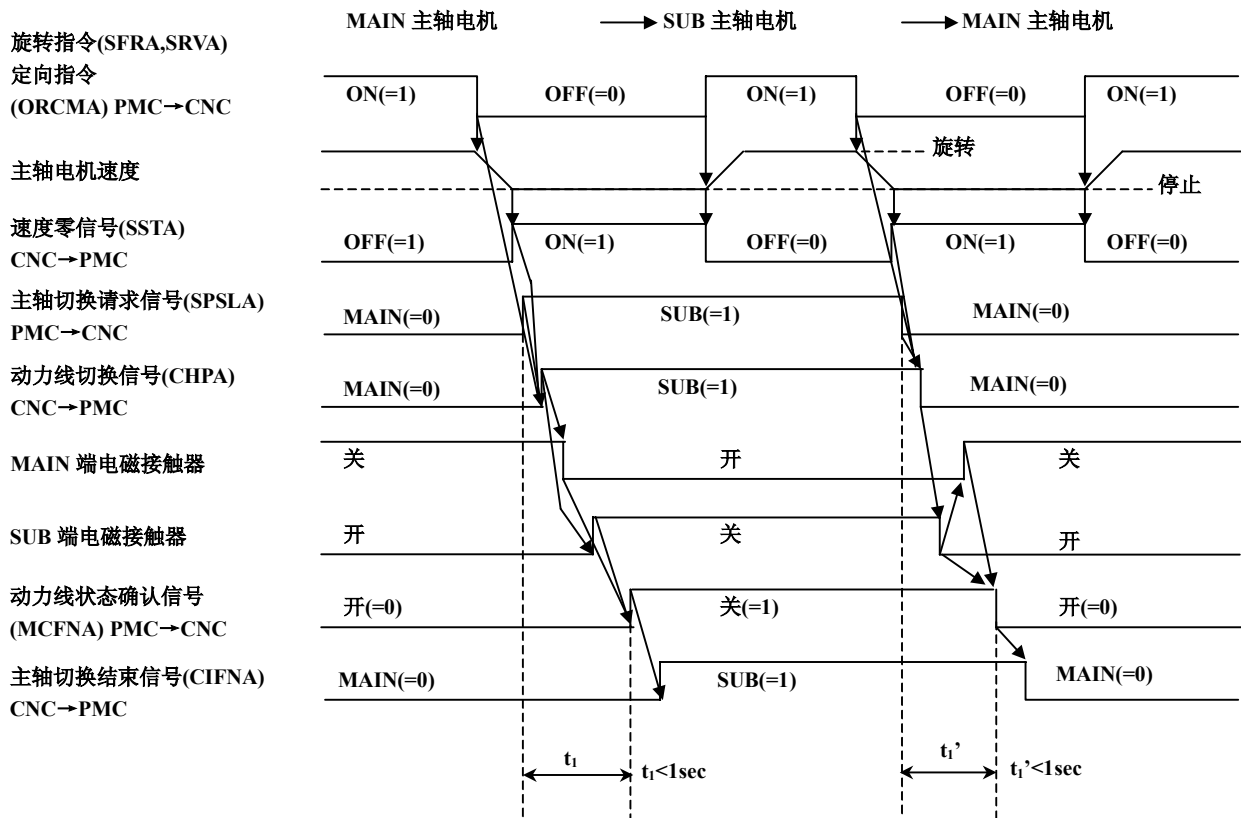 MAIN 主轴电机 → SUB 主轴电机 → MAIN 主轴电机
旋转指令(SFRA,SRVA)
定向指令
(ORCMA) PMC→CNC
ON(=1) OFF(=0) ON(=1) OFF(=0) ON(=1)
旋转
主轴电机速度
停止
速度零信号(SSTA)
CNC→PMC
OFF(=1) ON(=1) OFF(=0) ON(=1) OFF(=0)
主轴切换请求信号(SPSLA)
PMC→CNC
MAIN(=0) SUB(=1) MAIN(=0)
动力线切换信号(CHPA)
CNC→PMC
MAIN(=0) SUB(=1) MAIN(=0)
MAIN 端电磁接触器
关 开 关
SUB 端电磁接触器
开 关 开
动力线状态确认信号
(MCFNA) PMC→CNC
开(=0) 关(=1) 开(=0)
主轴切换结束信号(CIFNA)
CNC→PMC
MAIN(=0) SUB(=1) MAIN(=0)
t₁ t₁<1sec t₁’ t₁’<1sec